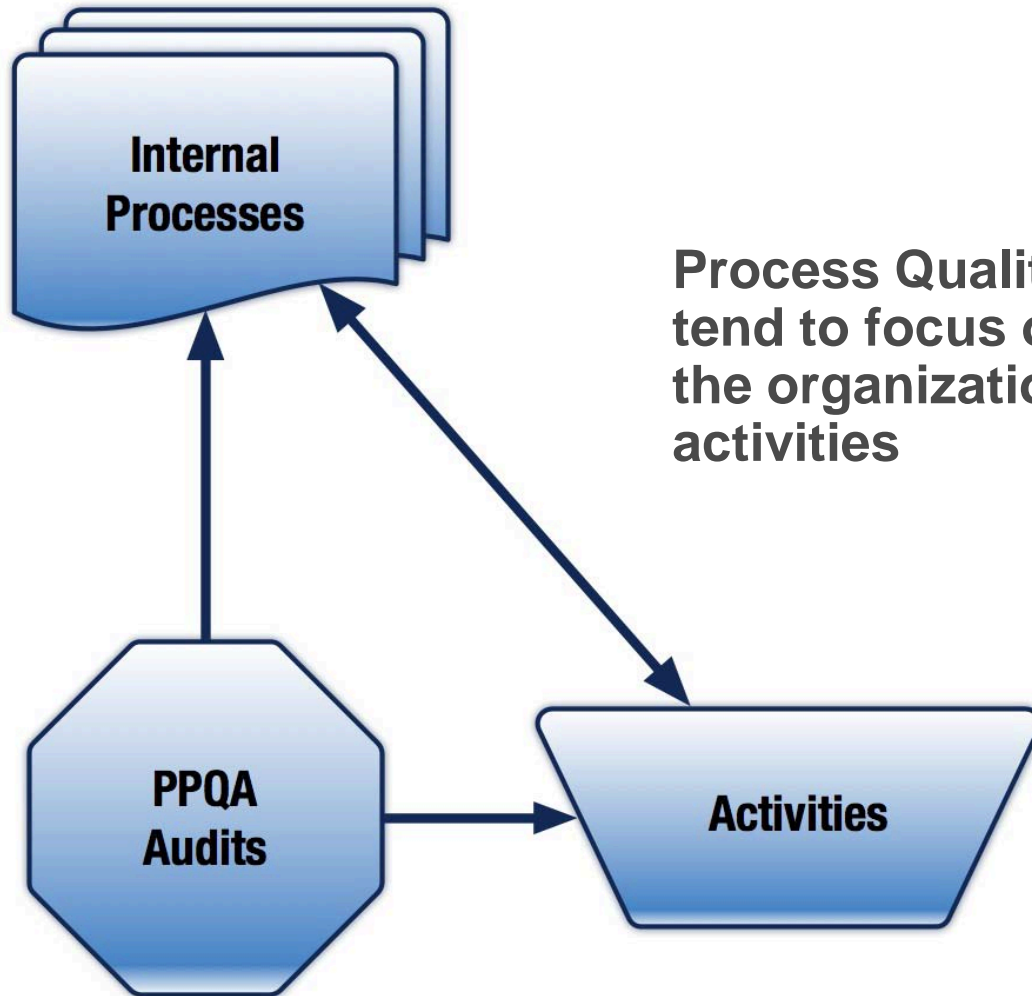 Internal
Processes
Process Qualit
tend to focus
the organizatio
activities
PPQA
Audits
Activities